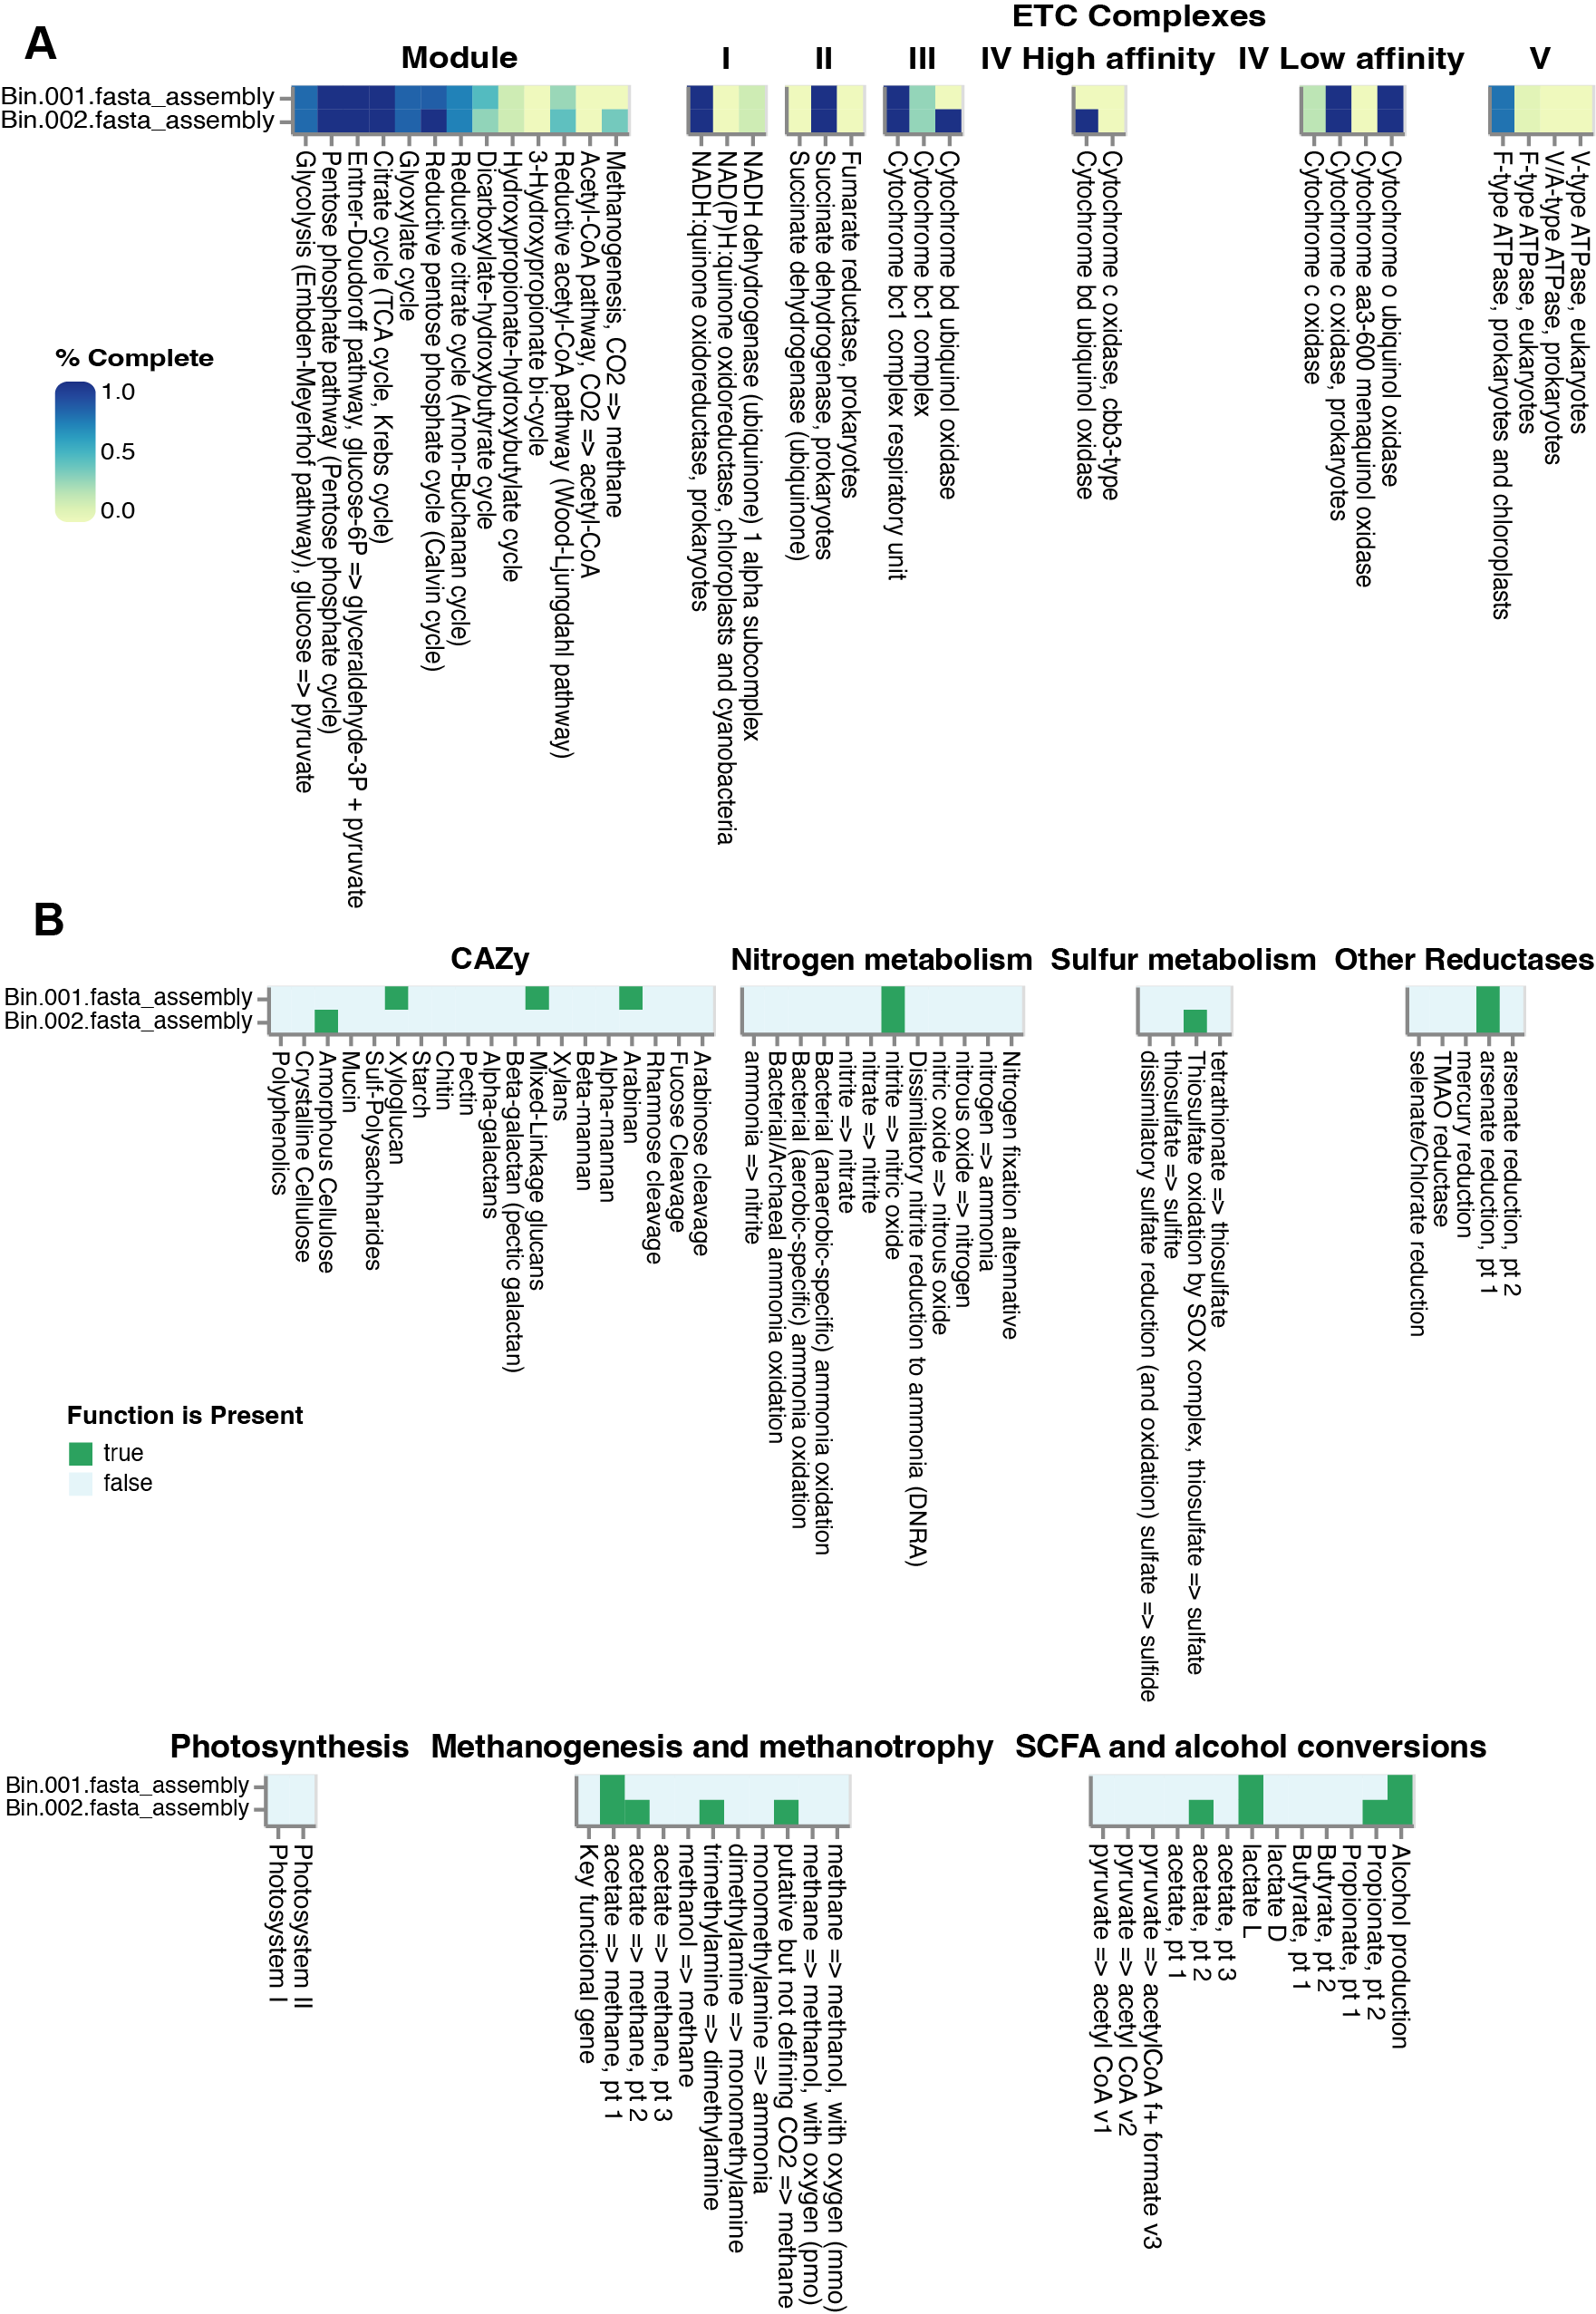 A
ETC Complexes
Module
I
II
III
IV High affinity
IV Low affinity
V
Bin.001.fasta_assembly
Bin.002.fasta_assembly
Glycolysis (Embden-Meyerhof pathway), glucose => pyruvate
Pentose phosphate pathway (Pentose phosphate cycle)
Entner-Doudoroff pathway, glucose-6P => glyceraldehyde-3P + pyruvate
Citrate cycle (TCA cycle, Krebs cycle)
Glyoxylate cycle
Reductive pentose phosphate cycle (Calvin cycle)
Reductive citrate cycle (Arnon-Buchanan cycle)
Dicarboxylate-hydroxybutyrate cycle
Hydroxypropionate-hydroxybutylate cycle
3-Hydroxypropionate bi-cycle
Reductive acetyl-CoA pathway (Wood-Ljungdahl pathway)
Acetyl-CoA pathway, CO2 => acetyl-CoA
Methanogenesis, CO2 => methane
NADH:quinone oxidoreductase, prokaryotes
NAD(P)H:quinone oxidoreductase, chloroplasts and cyanobacteria
NADH dehydrogenase (ubiquinone) 1 alpha subcomplex
Succinate dehydrogenase (ubiquinone)
Succinate dehydrogenase, prokaryotes
Fumarate reductase, prokaryotes
Cytochrome bc1 complex respiratory unit
Cytochrome bc1 complex
Cytochrome bd ubiquinol oxidase
Cytochrome bd ubiquinol oxidase
Cytochrome c oxidase, cbb3-type
Cytochrome c oxidase
Cytochrome c oxidase, prokaryotes
Cytochrome aa3-600 menaquinol oxidase
Cytochrome o ubiquinol oxidase
F-type ATPase, prokaryotes and chloroplasts
F-type ATPase, eukaryotes
V/A-type ATPase, prokaryotes
V-type ATPase, eukaryotes
% Complete
1.0
0.5
0.0
B
CAZy
Nitrogen metabolism
Sulfur metabolism
Other Reductases
Bin.001.fasta_assembly
Bin.002.fasta_assembly
Polyphenolics
Crystalline Cellulose
Amorphous Cellulose
Mucin
Sulf-Polysachharides
Xyloglucan
Starch
Chitin
Pectin
Alpha-galactans
Beta-galactan (pectic galactan)
Mixed-Linkage glucans
Xylans
Beta-mannan
Alpha-mannan
Arabinan
Rhamnose cleavage
Fucose Cleavage
Arabinose cleavage
ammonia => nitrite
Bacterial/Archaeal ammonia oxidation
Bacterial (aerobic-specific) ammonia oxidation
Bacterial (anaerobic-specific) ammonia oxidation
nitrite => nitrate
nitrate => nitrite
nitrite => nitric oxide
Dissimilatory nitrite reduction to ammonia (DNRA)
nitric oxide => nitrous oxide
nitrous oxide => nitrogen
nitrogen => ammonia
Nitrogen fixation altennative
dissimilatory sulfate reduction (and oxidation) sulfate => sulfide
thiosulfate => sulfite
Thiosulfate oxidation by SOX complex, thiosulfate => sulfate
tetrathionate => thiosulfate
selenate/Chlorate reduction
TMAO reductase
mercury reduction
arsenate reduction, pt 1
arsenate reduction, pt 2
Function is Present
true
false
Photosynthesis
Methanogenesis and methanotrophy
SCFA and alcohol conversions
Bin.001.fasta_assembly
Bin.002.fasta_assembly
Photosystem I
Photosystem II
Key functional gene
acetate => methane, pt 1
acetate => methane, pt 2
acetate => methane, pt 3
methanol => methane
trimethylamine => dimethylamine
dimethylamine => monomethylamine
monomethylamine => ammonia
putative but not defining CO2 => methane
methane => methanol, with oxygen (pmo)
methane => methanol, with oxygen (mmo)
pyruvate => acetyl CoA v1
pyruvate => acetyl CoA v2
pyruvate => acetylCoA f+ formate v3
acetate, pt 1
acetate, pt 2
acetate, pt 3
lactate L
lactate D
Butyrate, pt 1
Butyrate, pt 2
Propionate, pt 1
Propionate, pt 2
Alcohol production